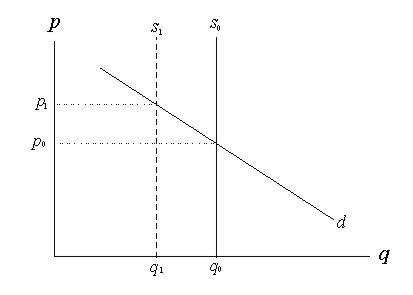 p
s₁ s₀
p₁
p₀
d
q₁ q₀ q